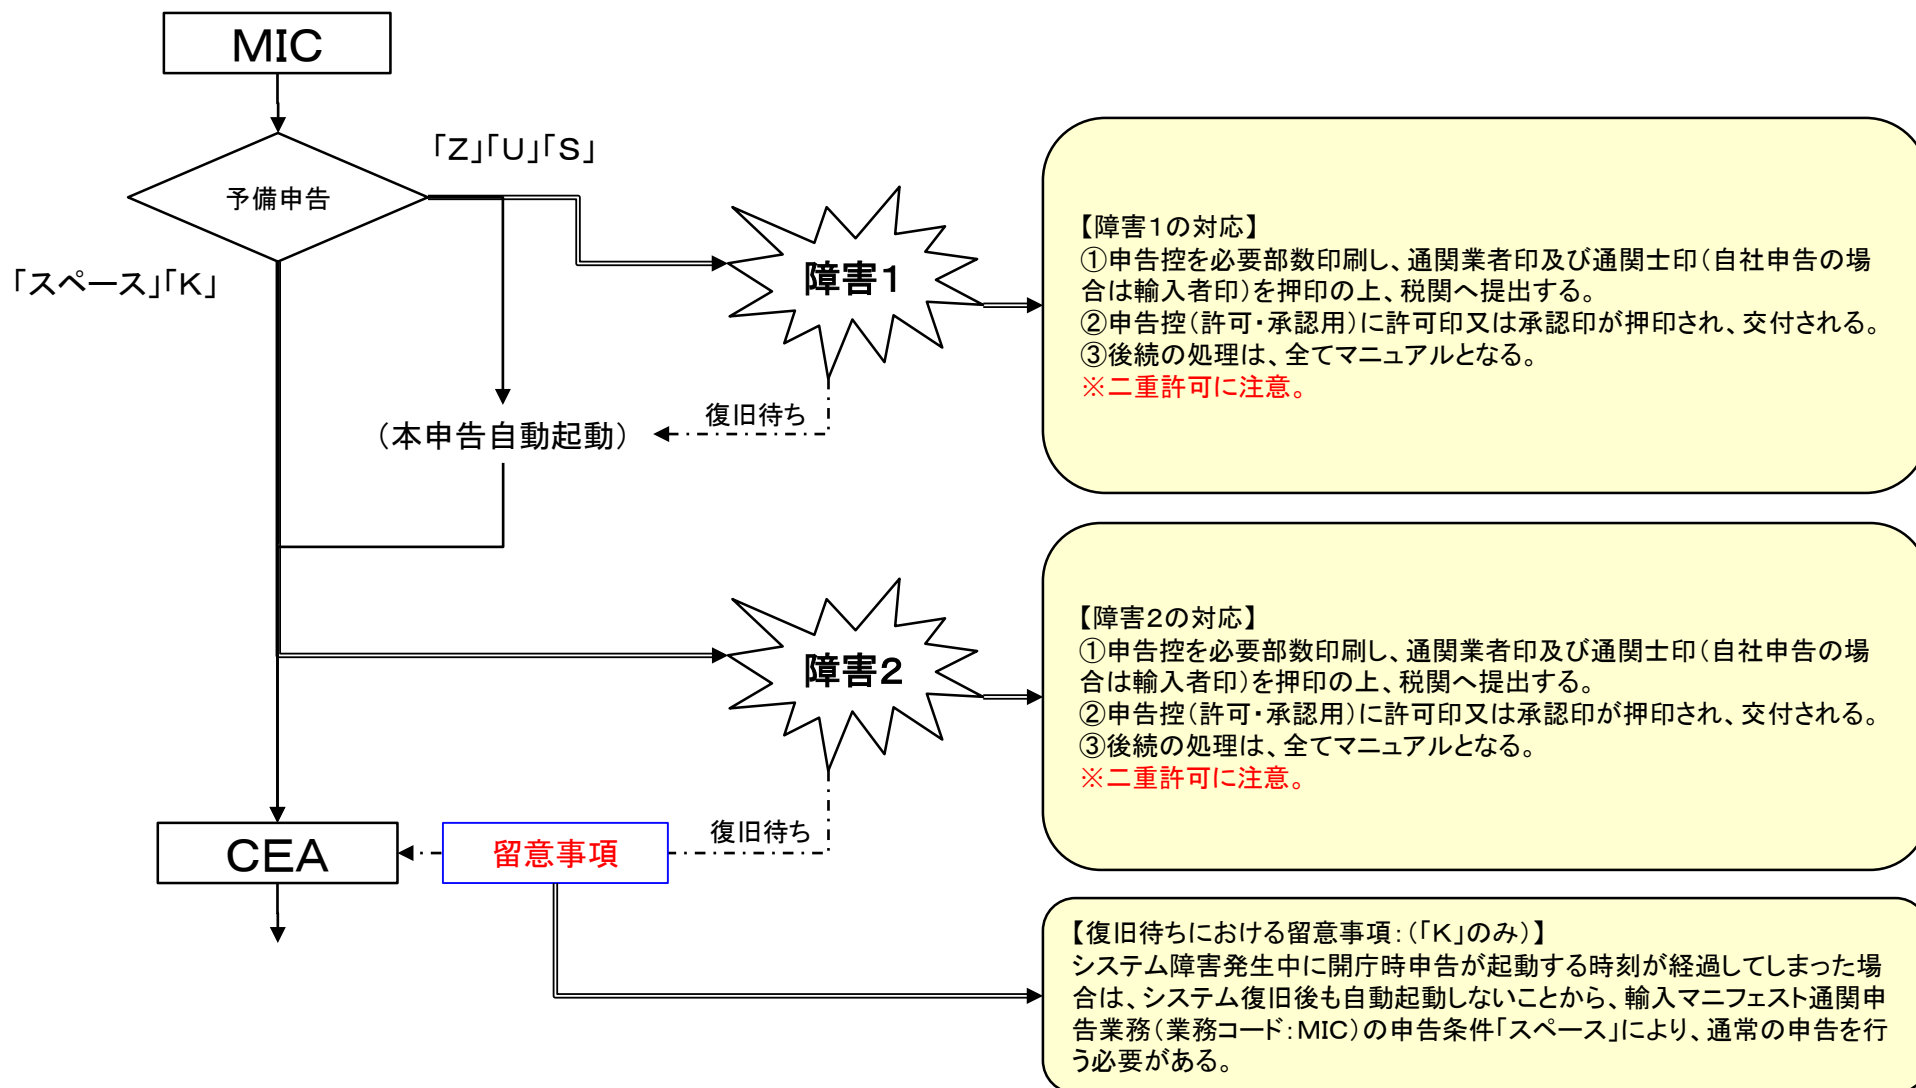 MIC
「Z」「U」「S」
予備申告
「スペース」「K」
障害1
【障害1の対応】
①申告控を必要部数印刷し、通関業者印及び通関士印(自社申告の場
合は輸入者印)を押印の上、税関へ提出する。
②申告控(許可・承認用)に許可印又は承認印が押印され、交付される。
③後続の処理は、全てマニュアルとなる。
※二重許可に注意。
復旧待ち
(本申告自動起動)
障害2
【障害2の対応】
①申告控を必要部数印刷し、通関業者印及び通関士印(自社申告の場
合は輸入者印)を押印の上、税関へ提出する。
②申告控(許可・承認用)に許可印又は承認印が押印され、交付される。
③後続の処理は、全てマニュアルとなる。
※二重許可に注意。
復旧待ち
CEA
留意事項
【復旧待ちにおける留意事項:(「K」のみ)】
システム障害発生中に開庁時申告が起動する時刻が経過してしまった場
合は、システム復旧後も自動起動しないことから、輸入マニフェスト通関申
告業務(業務コード:MIC)の申告条件「スペース」により、通常の申告を行
う必要がある。